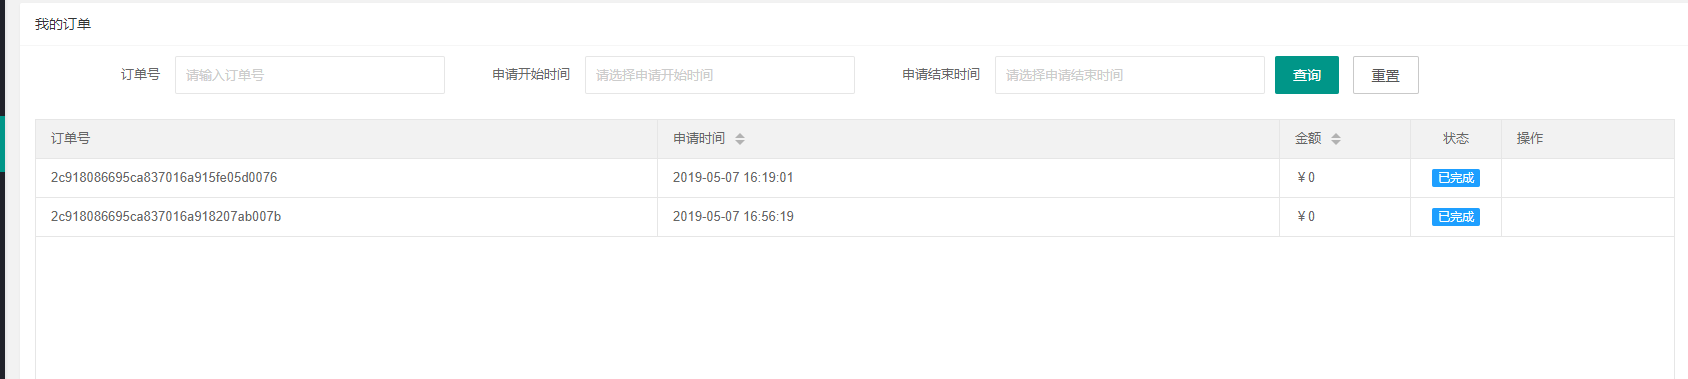 我的订单
订单号 请输入订单号 申请开始时间 请选择申请开始时间 申请结束时间 请选择申请结束时间 查询 重置
订单号 申请时间 金额 状态 操作
2c918086695ca837016a915fe05d0076 2019-05-07 16:19:01 ￥0 已完成
2c918086695ca837016a918207ab007b 2019-05-07 16:56:19 ￥0 已完成